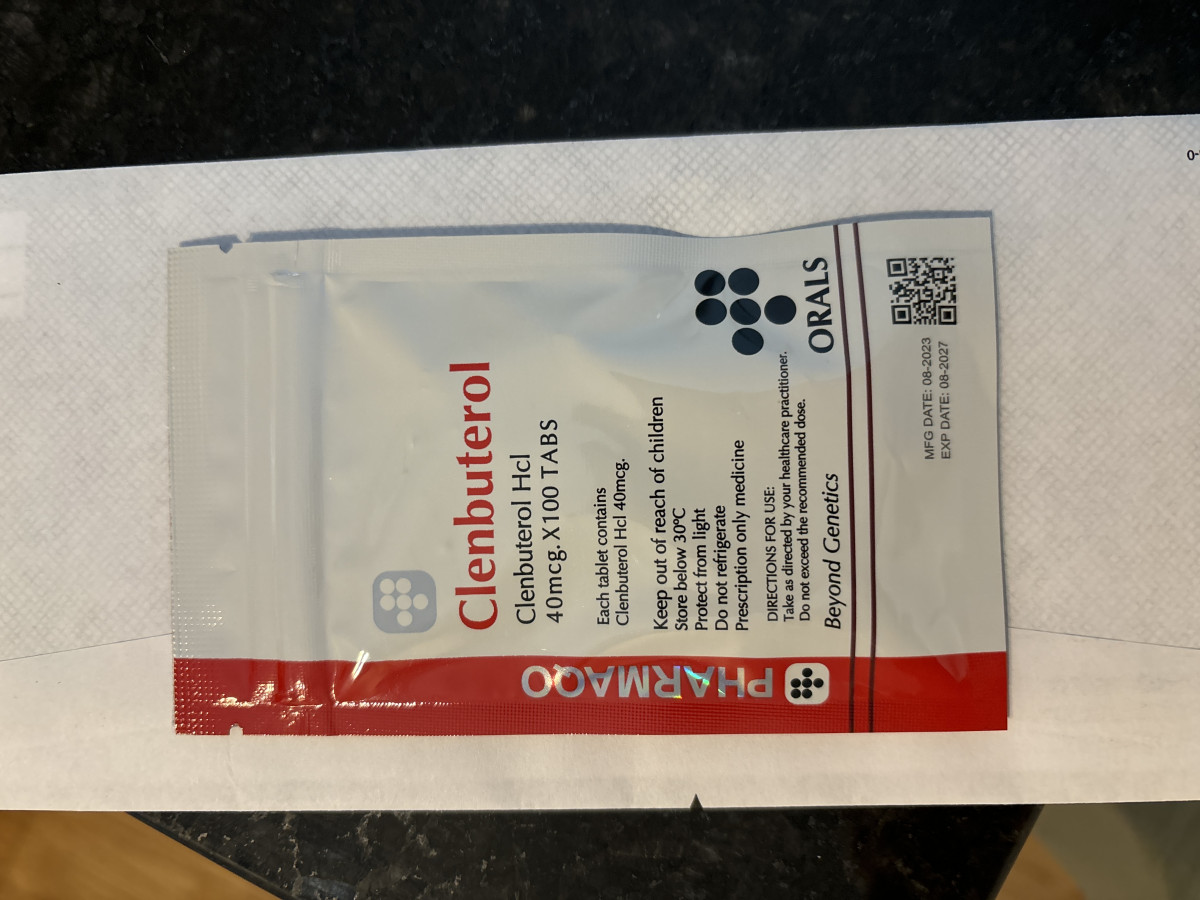 Clenbuterol
Clenbuterol Hcl
40mcg. X100 TABS
Each tablet contains
Clenbuterol Hcl 40mcg.
Keep out of reach of children
Store below 30ºC
Protect from light
Do not refrigerate
Prescription only medicine
DIRECTIONS FOR USE:
Take as directed by your healthcare practitioner.
Do not exceed the recommended dose.
Beyond Genetics
ORALS
MFG DATE: 08-2023
EXP DATE: 08-2027
PHARMAQO